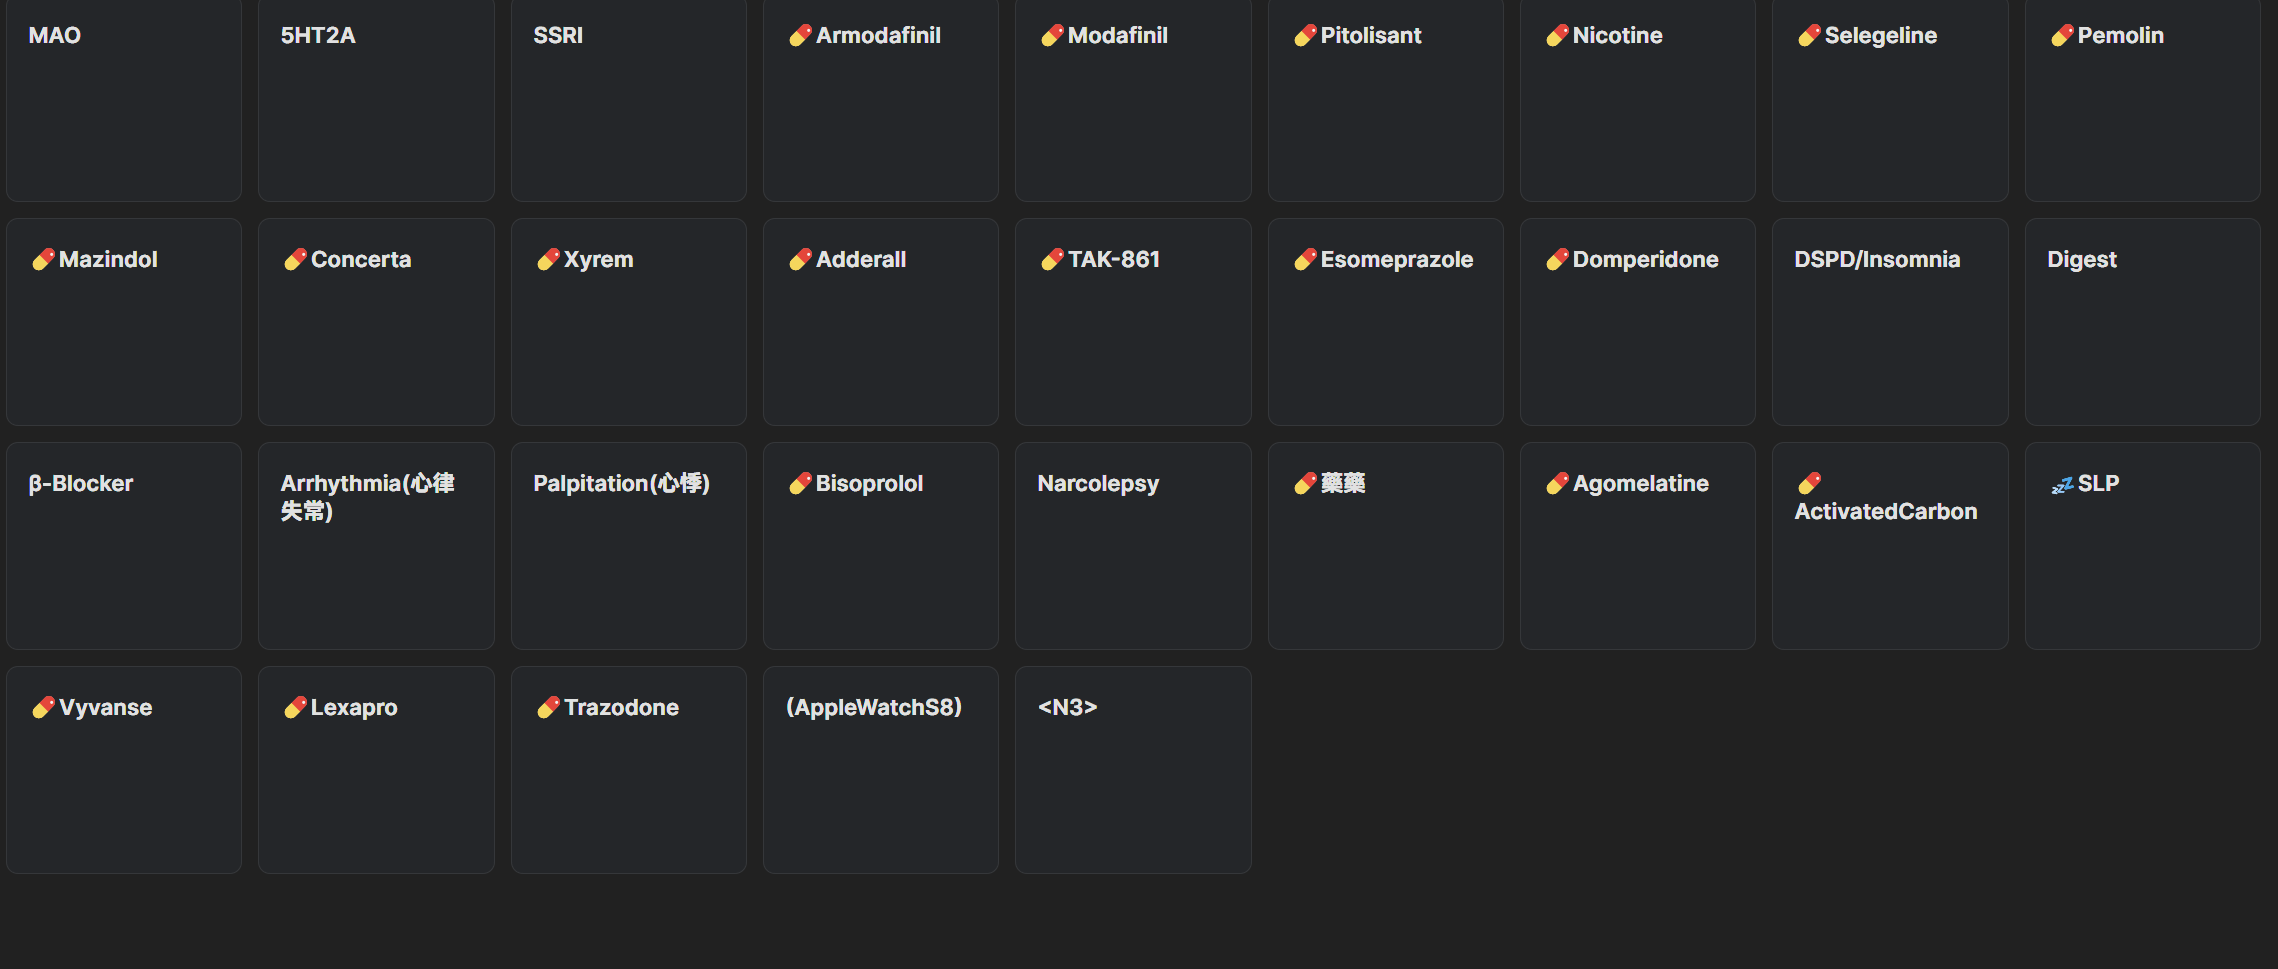 MAO
5HT2A
SSRI
💊Armodafinil
💊Modafinil
💊Pitolisant
💊Nicotine
💊Selegeline
💊Pemolin
💊Mazindol
💊Concerta
💊Xyrem
💊Adderall
💊TAK-861
💊Esomeprazole
💊Domperidone
DSPD/Insomnia
Digest
β-Blocker
Arrhythmia(心律
失常)
Palpitation(心悸)
💊Bisoprolol
Narcolepsy
💊藥藥
💊Agomelatine
💊
ActivatedCarbon
💤SLP
💊Vyvanse
💊Lexapro
💊Trazodone
(AppleWatchS8)
<N3>